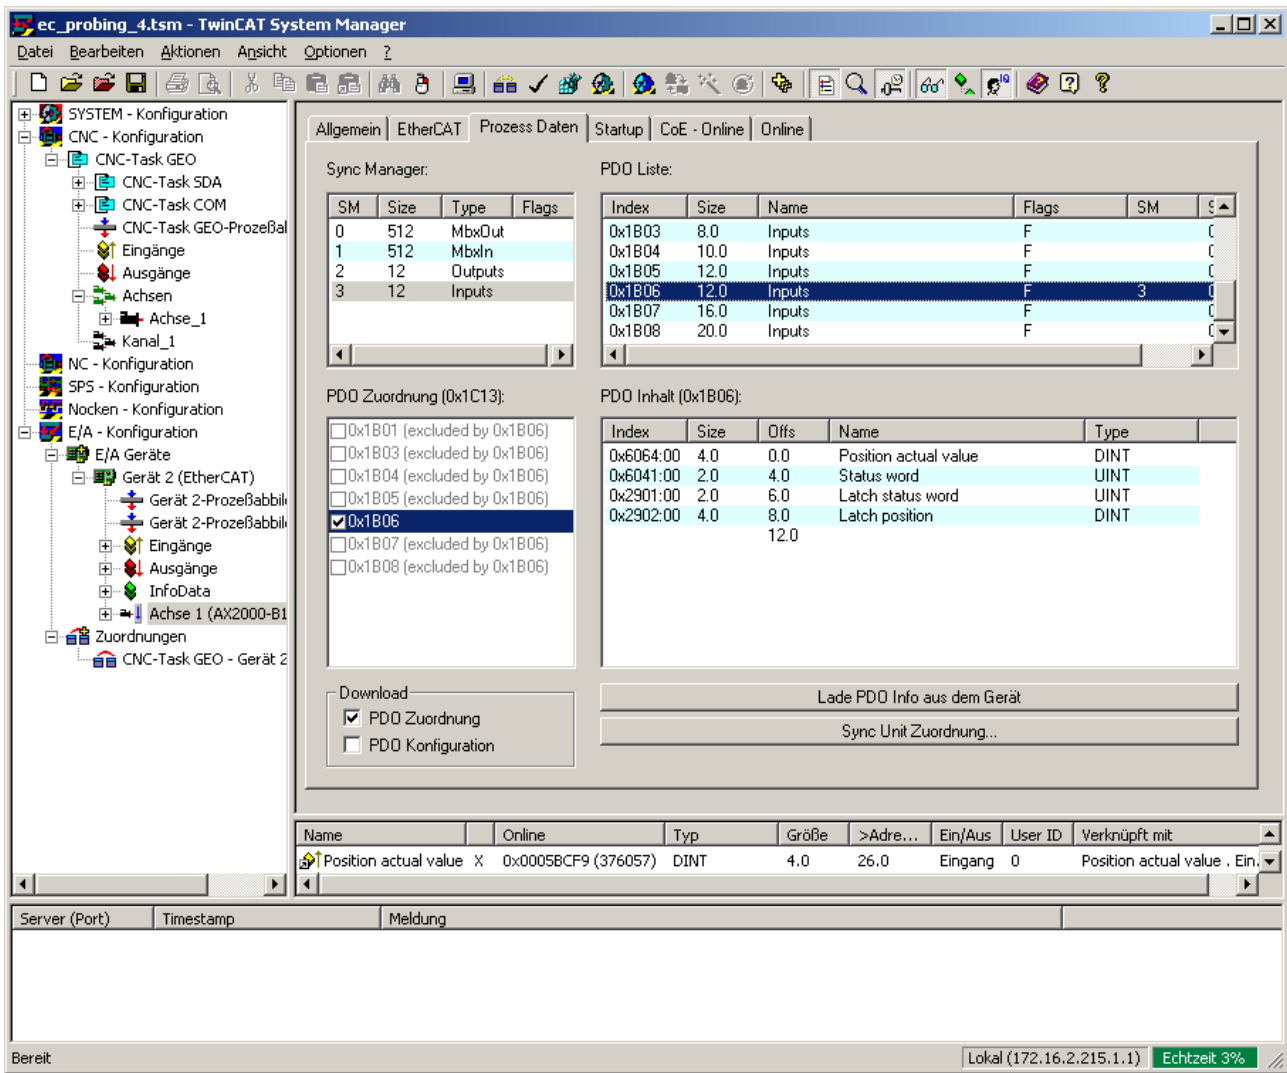 ec_probing_4.tsm - TwinCAT System Manager
Datei Bearbeiten Aktionen Ansicht Optionen ?
SYSTEM - Konfiguration
CNC - Konfiguration
CNC-Task GEO
CNC-Task SDA
CNC-Task COM
CNC-Task GEO-Prozeßal
Eingänge
Ausgänge
Achsen
Achse_1
Kanal_1
NC - Konfiguration
SPS - Konfiguration
Nocken - Konfiguration
E/A - Konfiguration
E/A Geräte
Gerät 2 (EtherCAT)
Gerät 2-Prozeßabbil
Gerät 2-Prozeßabbil
Eingänge
Ausgänge
InfoData
Achse 1 (AX2000-B1
Zuordnungen
CNC-Task GEO - Gerät 2
Allgemein EtherCAT Prozess Daten Startup CoE - Online Online
Sync Manager:
SM Size Type Flags
0 512 MbxOut
1 512 MbxIn
2 12 Outputs
3 12 Inputs
PDO Liste:
Index Size Name Flags SM
0x1B03 8.0 Inputs F
0x1B04 10.0 Inputs F
0x1B05 12.0 Inputs F
0x1B06 12.0 Inputs F 3
0x1B07 16.0 Inputs F
0x1B08 20.0 Inputs F
PDO Zuordnung (0x1C13):
0x1B01 (excluded by 0x1B06)
0x1B03 (excluded by 0x1B06)
0x1B04 (excluded by 0x1B06)
0x1B05 (excluded by 0x1B06)
0x1B06
0x1B07 (excluded by 0x1B06)
0x1B08 (excluded by 0x1B06)
PDO Inhalt (0x1B06):
Index Size Offs Name Type
0x6064:00 4.0 0.0 Position actual value DINT
0x6041:00 2.0 4.0 Status word UINT
0x2901:00 2.0 6.0 Latch status word UINT
0x2902:00 4.0 8.0 Latch position DINT
12.0
Download
PDO Zuordnung
PDO Konfiguration
Lade PDO Info aus dem Gerät
Sync Unit Zuordnung...
Name Online Typ Größe >Adre... Ein/Aus User ID Verknüpft mit
Position actual value X 0x0005BCF9 (376057) DINT 4.0 26.0 Eingang 0 Position actual value . Ein.
Server (Port) Timestamp Meldung
Bereit Lokal (172.16.2.215.1.1) Echtzeit 3%